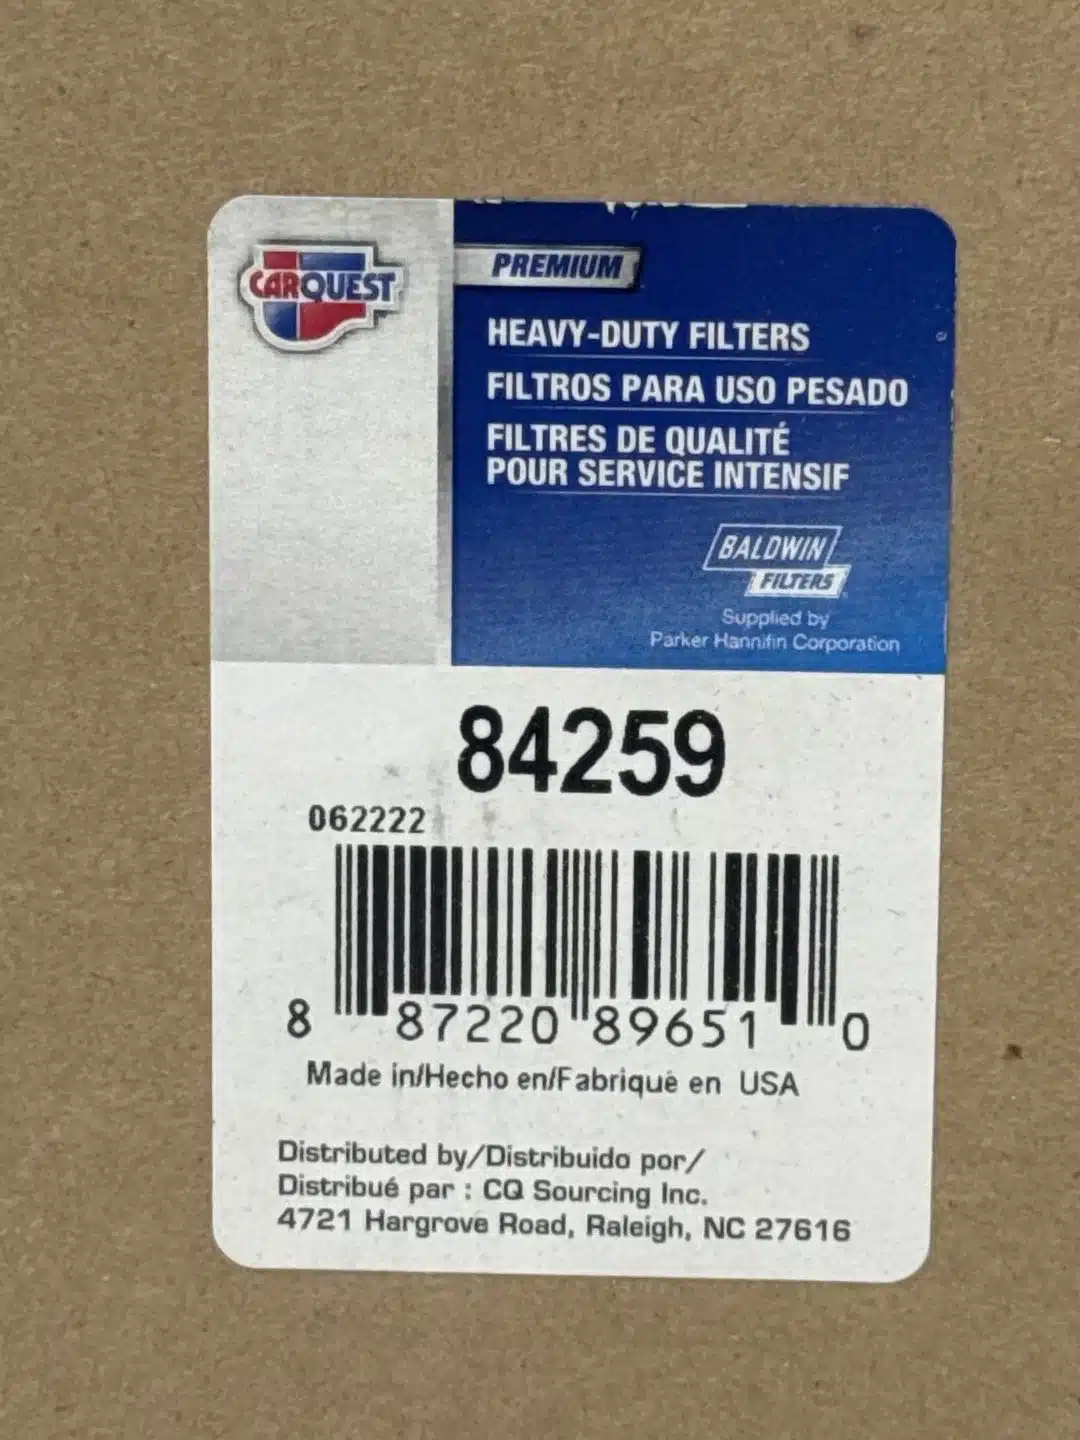 CARQUEST
PREMIUM
HEAVY-DUTY FILTERS
FILTROS PARA USO PESADO
FILTRES DE QUALITÉ
POUR SERVICE INTENSIF
BALDWIN
FILTERS
Supplied by
Parker Hannifin Corporation
84259
062222
8 87220 89651 0
Made in/Hecho en/Fabriqué en USA
Distributed by/Distribuido por/
Distribué par : CQ Sourcing Inc.
4721 Hargrove Road, Raleigh, NC 27616